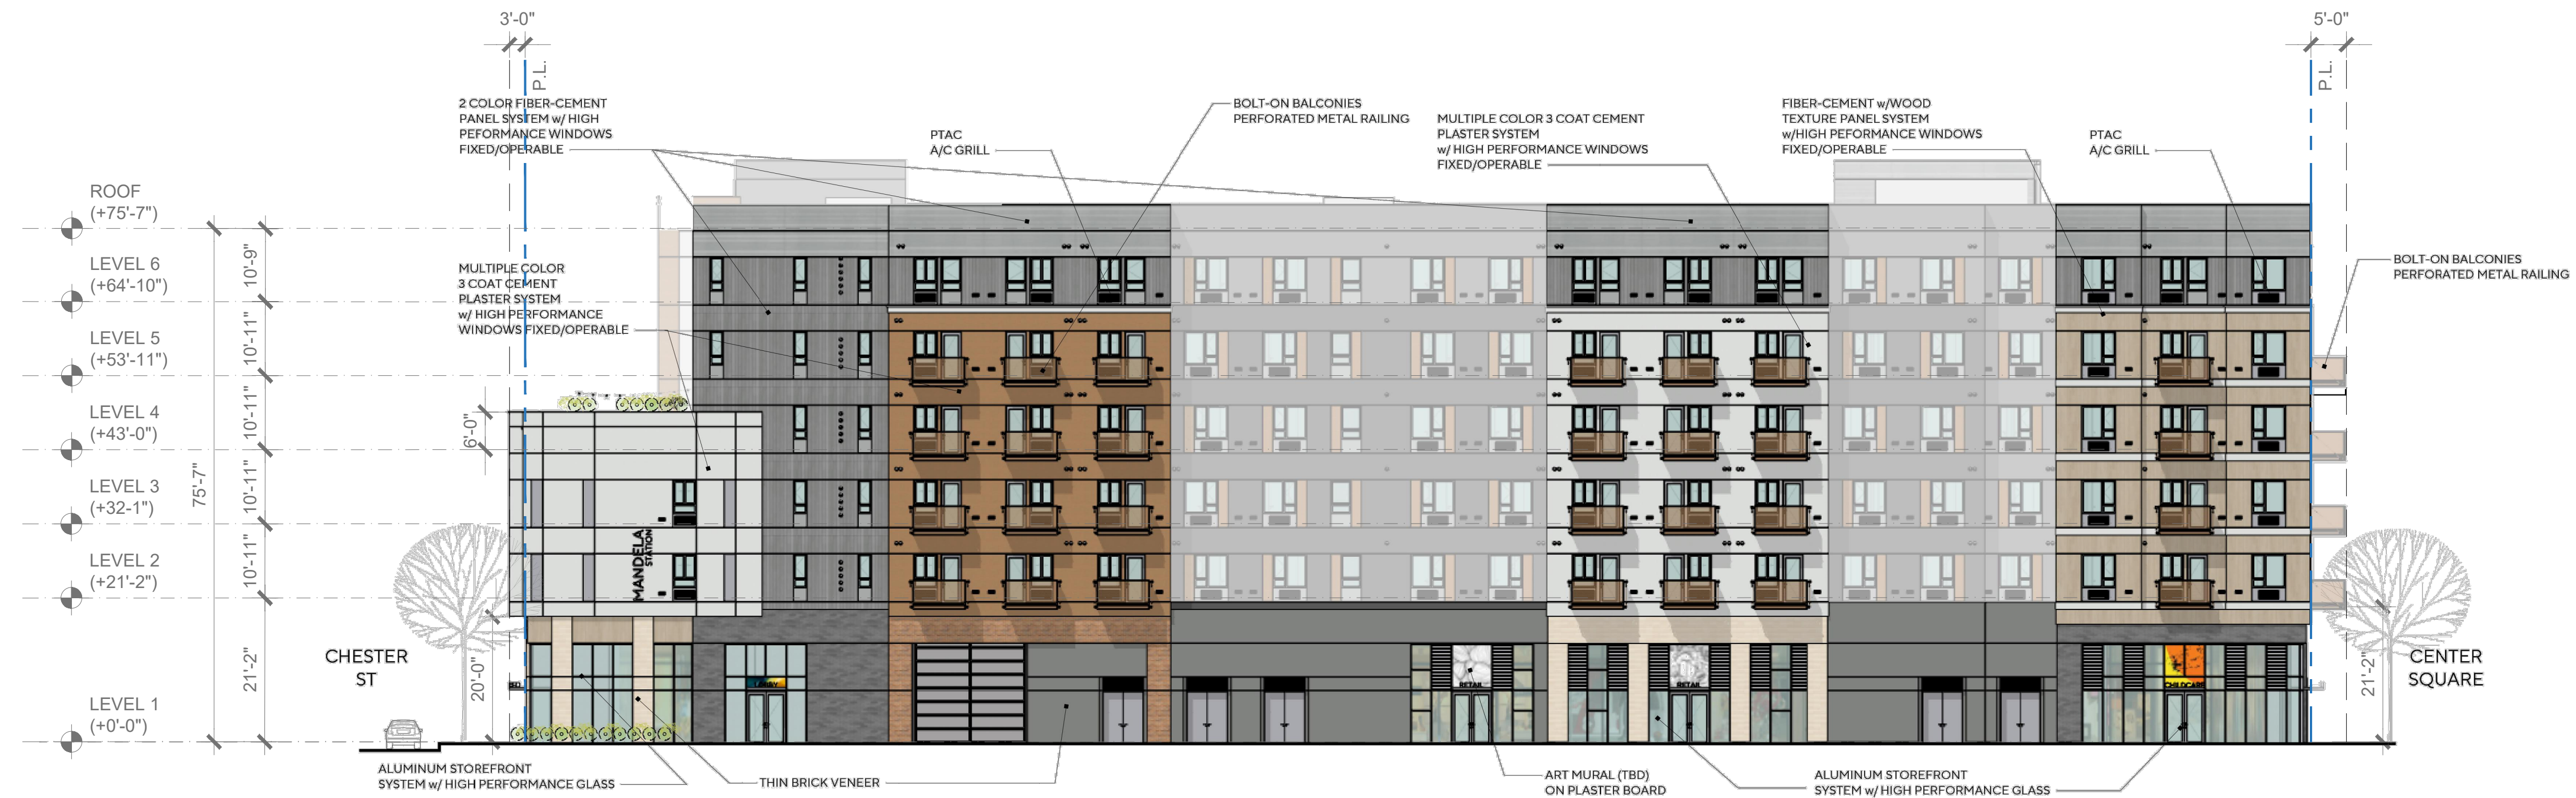 3'-0"
5'-0"
P.L.
P.L.
2 COLOR FIBER-CEMENT
PANEL SYSTEM w/ HIGH
PEFORMANCE WINDOWS
FIXED/OPERABLE
PTAC
A/C GRILL
BOLT-ON BALCONIES
PERFORATED METAL RAILING
MULTIPLE COLOR 3 COAT CEMENT
PLASTER SYSTEM
w/ HIGH PERFORMANCE WINDOWS
FIXED/OPERABLE
FIBER-CEMENT w/WOOD
TEXTURE PANEL SYSTEM
w/HIGH PEFORMANCE WINDOWS
FIXED/OPERABLE
PTAC
A/C GRILL
BOLT-ON BALCONIES
PERFORATED METAL RAILING
MULTIPLE COLOR
3 COAT CEMENT
PLASTER SYSTEM
w/ HIGH PERFORMANCE
WINDOWS FIXED/OPERABLE
ROOF
(+75'-7")
LEVEL 6
(+64'-10")
LEVEL 5
(+53'-11")
LEVEL 4
(+43'-0")
LEVEL 3
(+32-1")
LEVEL 2
(+21'-2")
LEVEL 1
(+0'-0")
75'-7"
10'-9"
10'-11"
10'-11"
10'-11"
10'-11"
21'-2"
6'-0"
20'-0"
21'-2"
MANDELA
STATION
LOBBY
RETAIL
RETAIL
CHILDCARE
CHESTER
ST
CENTER
SQUARE
ALUMINUM STOREFRONT
SYSTEM w/ HIGH PERFORMANCE GLASS
THIN BRICK VENEER
ART MURAL (TBD)
ON PLASTER BOARD
ALUMINUM STOREFRONT
SYSTEM w/ HIGH PERFORMANCE GLASS